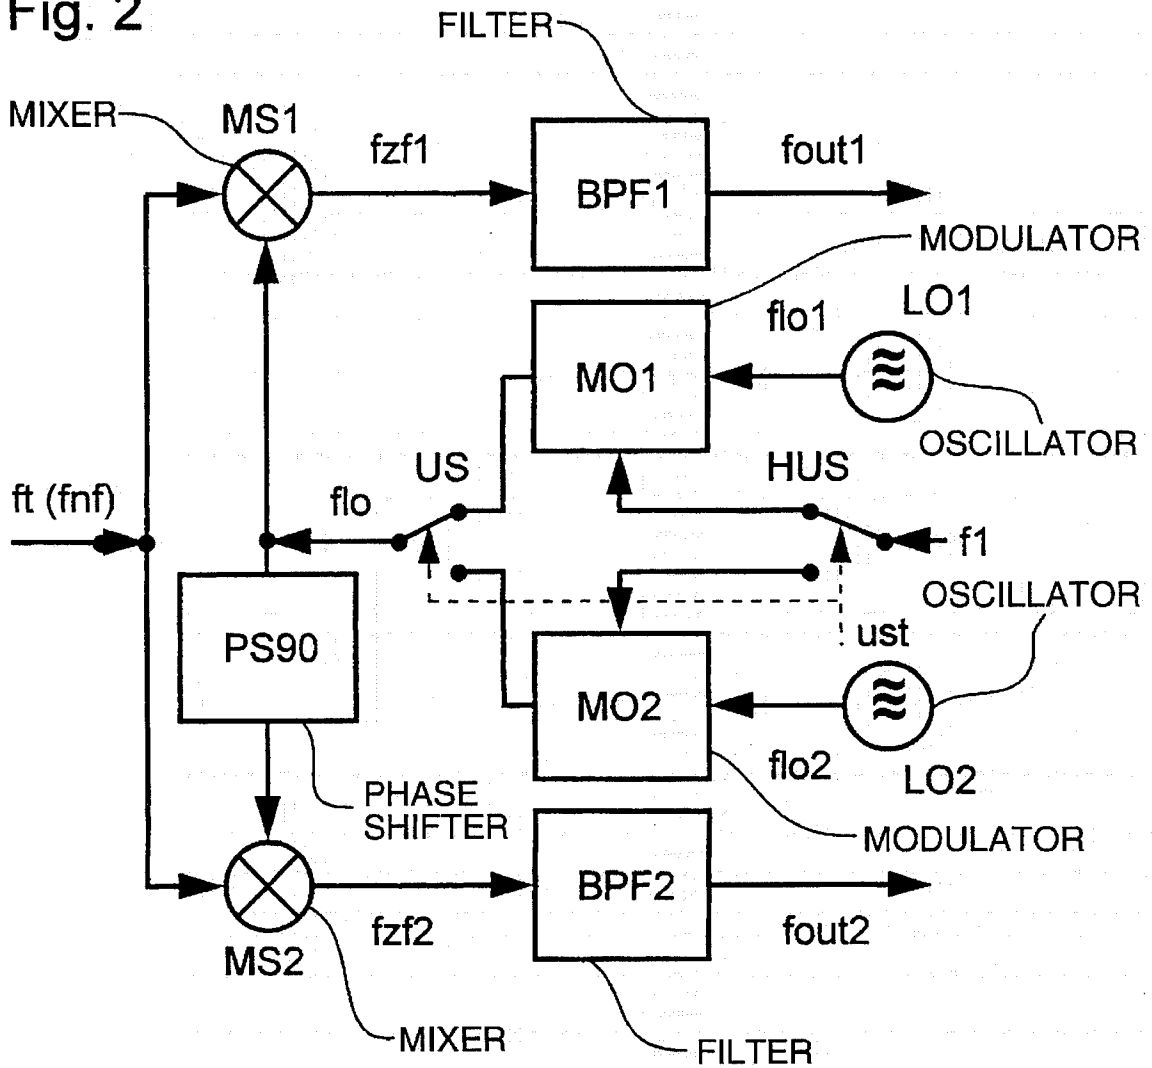 Fig. 2
FILTER
MIXER
MS1
fzf1
fout1
BPF1
MODULATOR
flo1
LO1
MO1
OSCILLATOR
US
HUS
ft (fnf)
flo
f1
OSCILLATOR
PS90
ust
MO2
flo2
LO2
PHASE
SHIFTER
MODULATOR
BPF2
fzf2
fout2
MS2
MIXER
FILTER